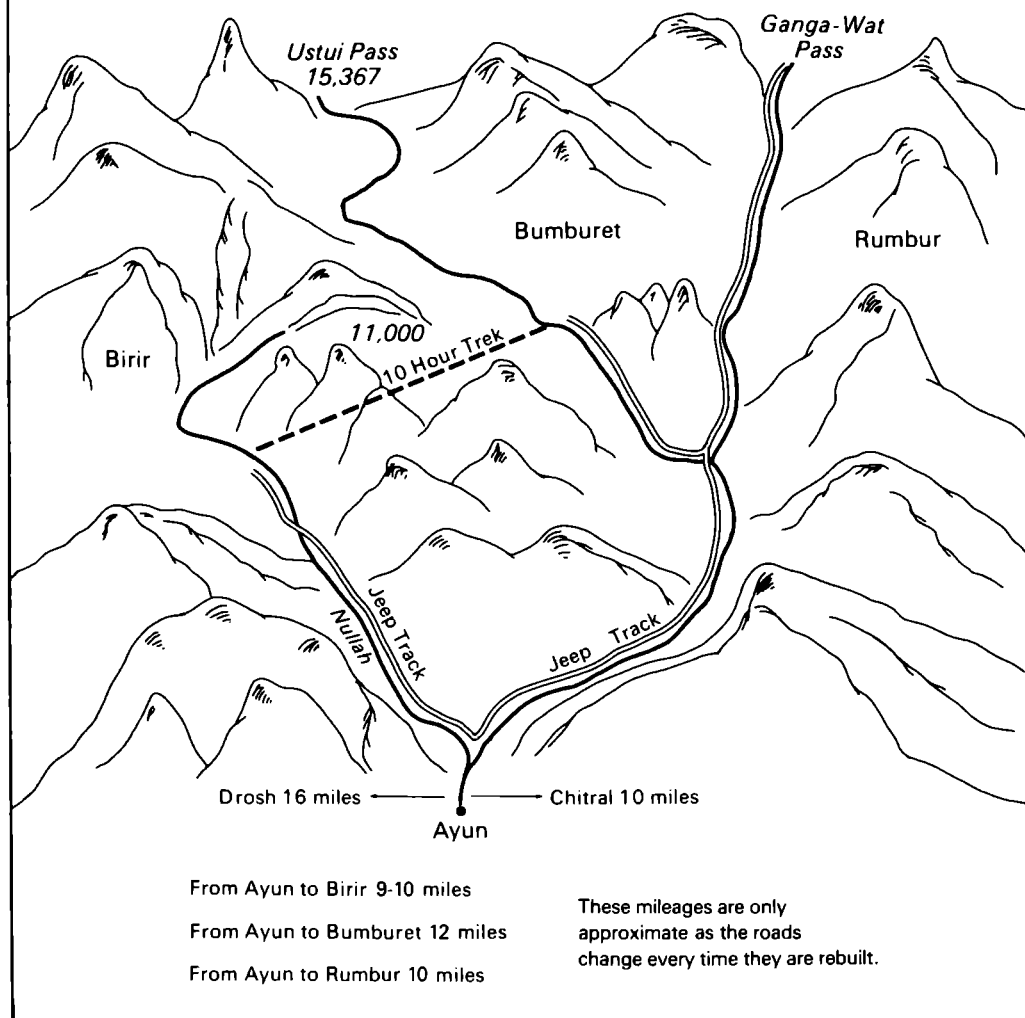 Ustui Pass
15,367
Ganga-Wat
Pass
Bumburet
Rumbur
Birir
11,000
10 Hour Trek
Nullah
Jeep Track
Jeep Track
Drosh 16 miles
Chitral 10 miles
Ayun
From Ayun to Birir 9-10 miles
From Ayun to Bumburet 12 miles
From Ayun to Rumbur 10 miles
These mileages are only
approximate as the roads
change every time they are rebuilt.